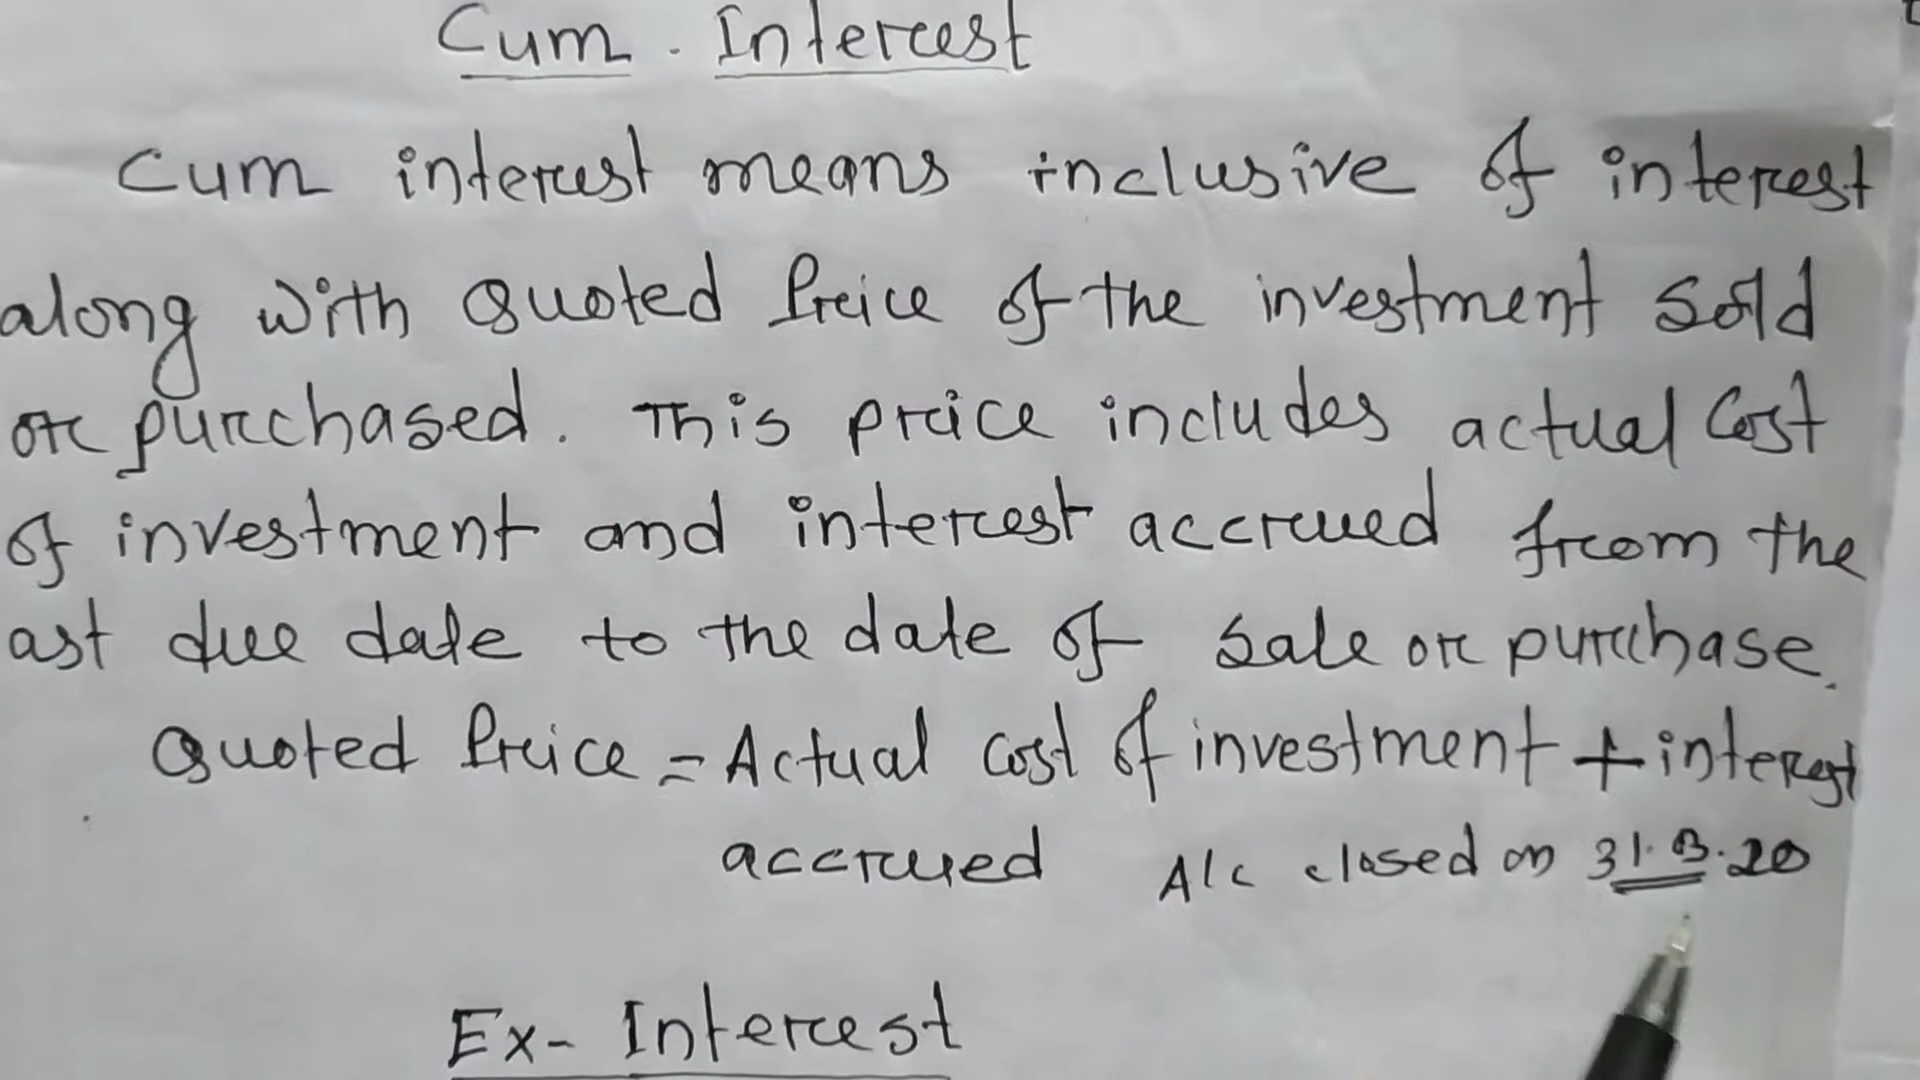 Cum. Interest
Cum interest means inclusive of interest
along with Quoted Price of the investment sold
or purchased. This price includes actual Cost
of investment and interest accrued from the
ast due date to the date of sale or purchase.
Quoted Price = Actual cost of investment + interest
accrued A/c closed on 31.3.20
Ex- Interest